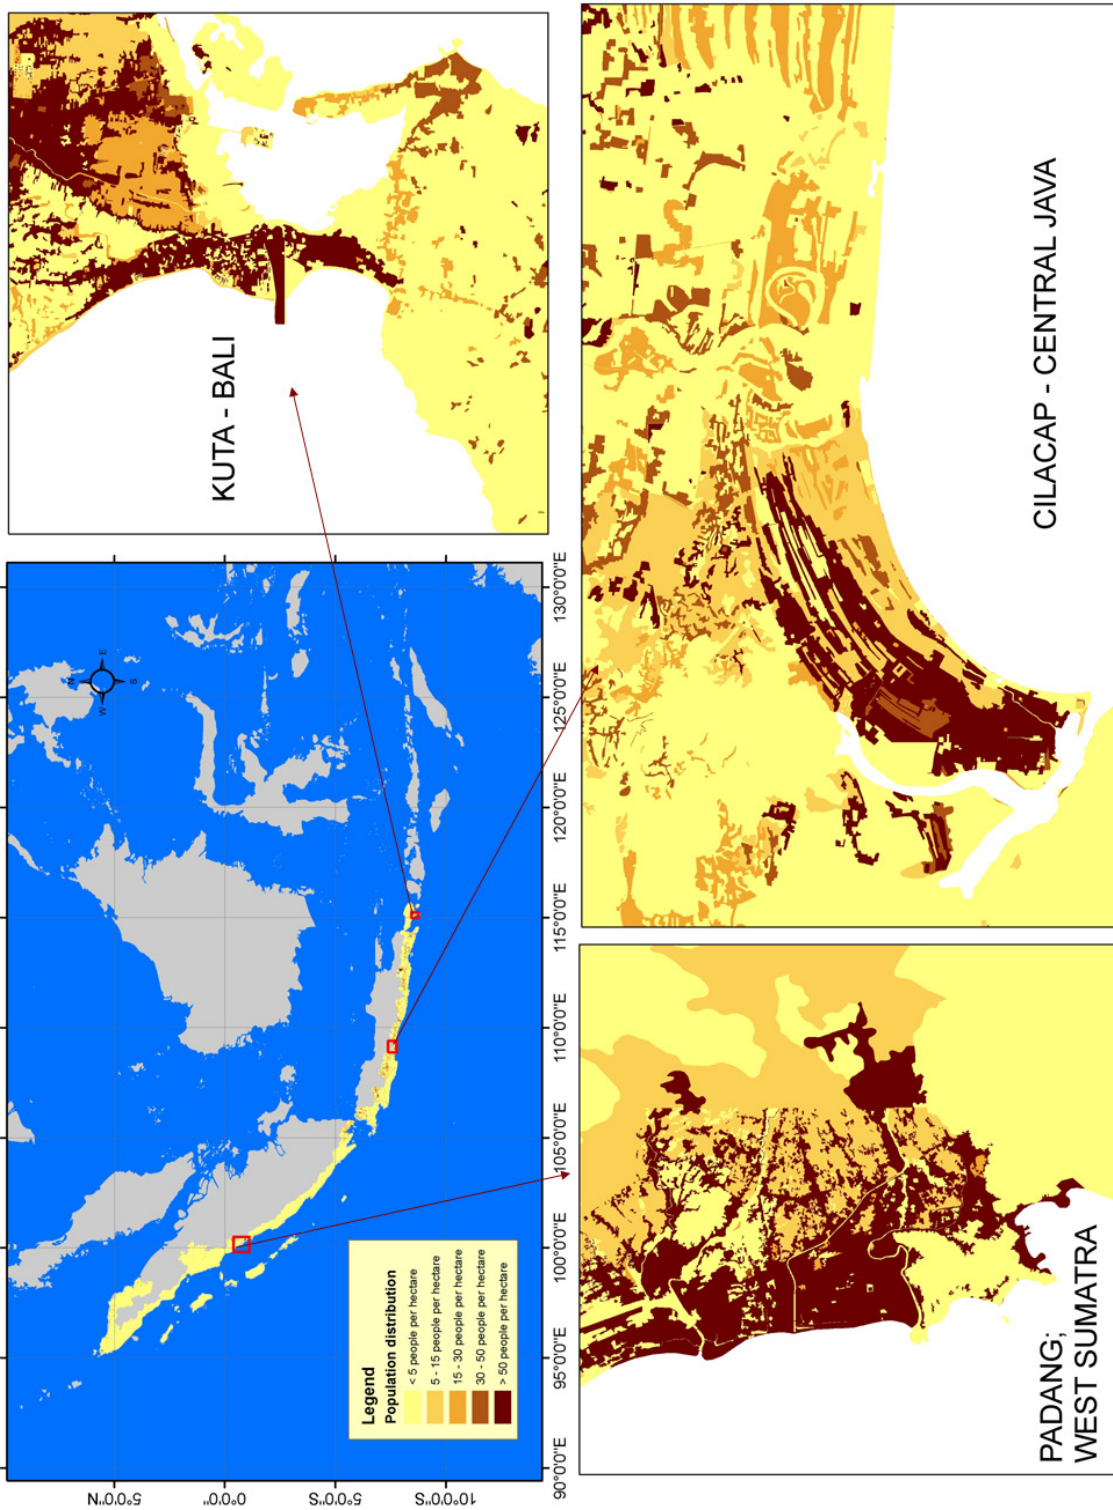 KUTA - BALI
N
W
E
S
5°0'0"N
0°0'0"
5°0'0"S
10°0'0"S
90°0'0"E
95°0'0"E
100°0'0"E
105°0'0"E
110°0'0"E
115°0'0"E
120°0'0"E
125°0'0"E
130°0'0"E
Legend
Population distribution
< 5 people per hectare
5 - 15 people per hectare
15 - 30 people per hectare
30 - 50 people per hectare
> 50 people per hectare
PADANG;
WEST SUMATRA
CILACAP - CENTRAL JAVA